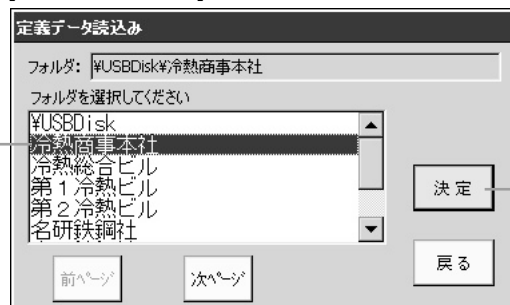 定義データ読込み
フォルダ: ¥USBDisk¥冷熱商事本社
フォルダを選択してください
¥USBDisk
冷熱商事本社
冷熱総合ビル
第1冷熱ビル
第2冷熱ビル
名研鉄鋼社
決定
戻る
前ページ
次ページ